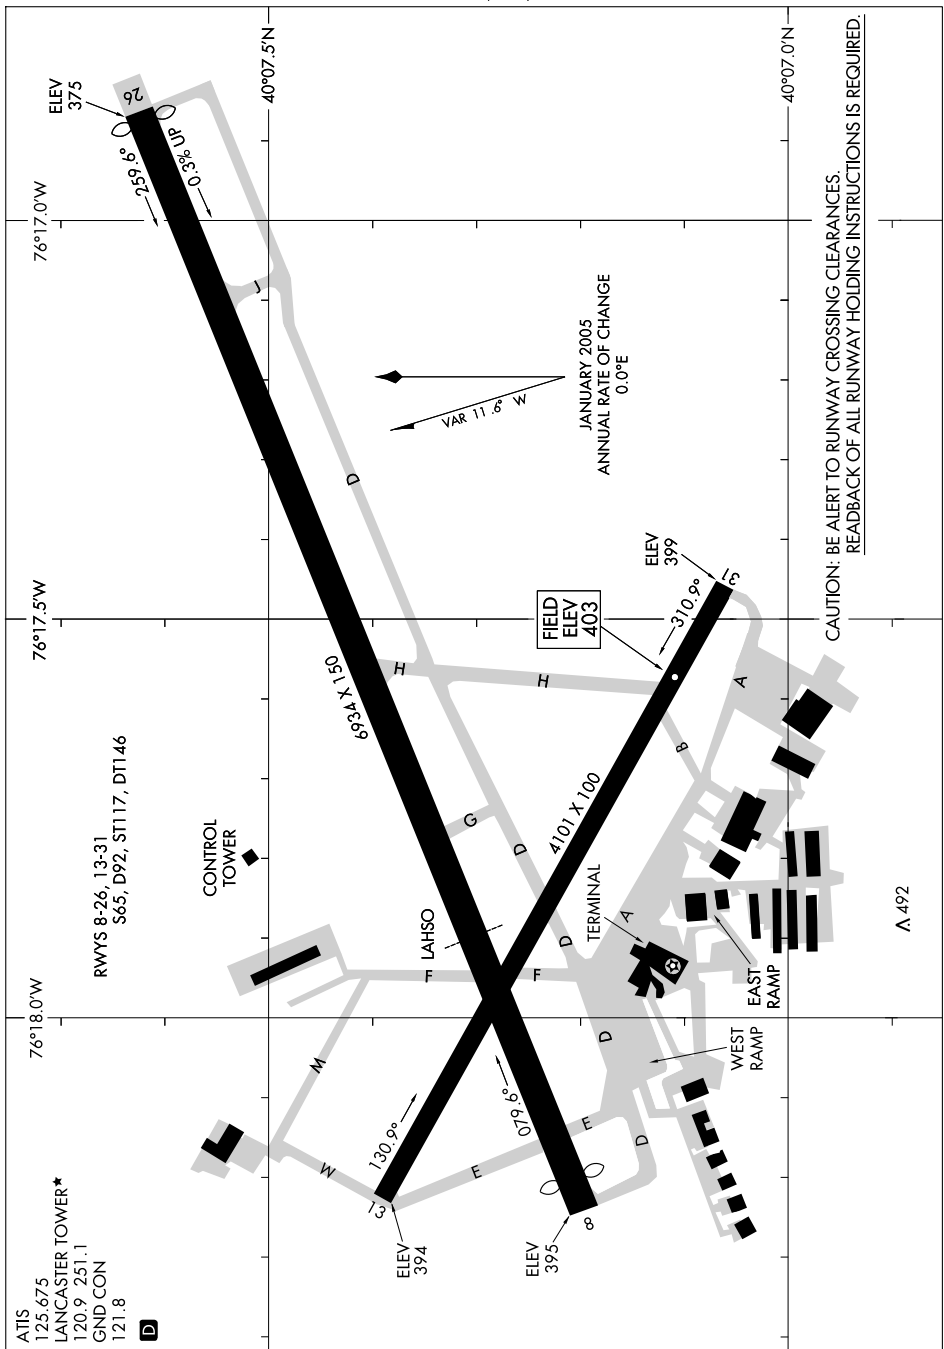 ATIS
125.675
LANCASTER TOWER★
120.9 251.1
GND CON
121.8
D
RWYS 8-26, 13-31
S65, D92, ST117, DT146
76°18.0'W
76°17.5'W
76°17.0'W
CONTROL
TOWER
ELEV
375
26
259.6°
0.3% UP
40°07.5'N
J
LAHSO
6934 X 150
D
VAR 11.6° W
JANUARY 2005
ANNUAL RATE OF CHANGE
0.0°E
M
W
F
F
G
H
H
13
130.9°
ELEV
394
E
E
079.6°
8
ELEV
395
D
D
D
D
4101 X 100
FIELD
ELEV
403
ELEV
399
31
310.9°
B
A
A
TERMINAL
WEST
RAMP
EAST
RAMP
40°07.0'N
492
CAUTION: BE ALERT TO RUNWAY CROSSING CLEARANCES.
READBACK OF ALL RUNWAY HOLDING INSTRUCTIONS IS REQUIRED.